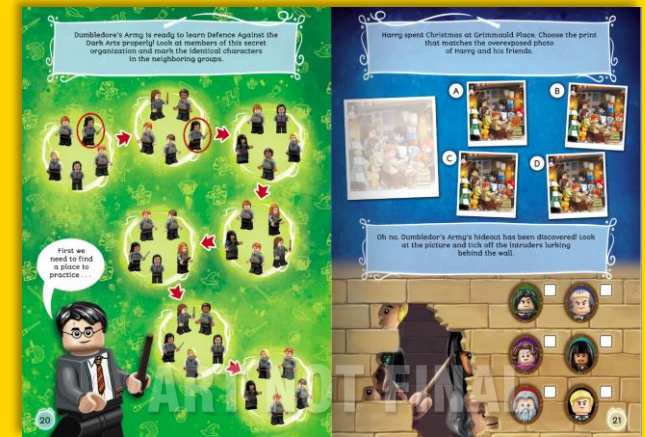 Dumbledore's Army is ready to learn Defence Against the
Dark Arts properly! Look at members of this secret
organization and mark the identical characters
in the neighboring groups.
First we
need to find
a place to
practice...
20
Harry spent Christmas at Grimmauld Place. Choose the print
that matches the overexposed photo
of Harry and his friends.
A
B
C
D
Oh no, Dumbledor's Army's hideout has been discovered! Look
at the picture and tick off the intruders lurking
behind the wall.
21
ART NOT FINAL